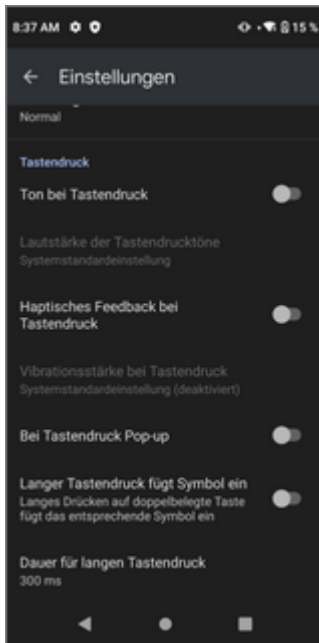 8:37 AM 15 %
Einstellungen
Normal
Tastendruck
Ton bei Tastendruck
Lautstärke der Tastendrucktöne
Systemstandardeinstellung
Haptisches Feedback bei
Tastendruck
Vibrationsstärke bei Tastendruck
Systemstandardeinstellung (deaktiviert)
Bei Tastendruck Pop-up
Langer Tastendruck fügt Symbol ein
Langes Drücken auf doppelbelegte Taste
fügt das entsprechende Symbol ein
Dauer für langen Tastendruck
300 ms